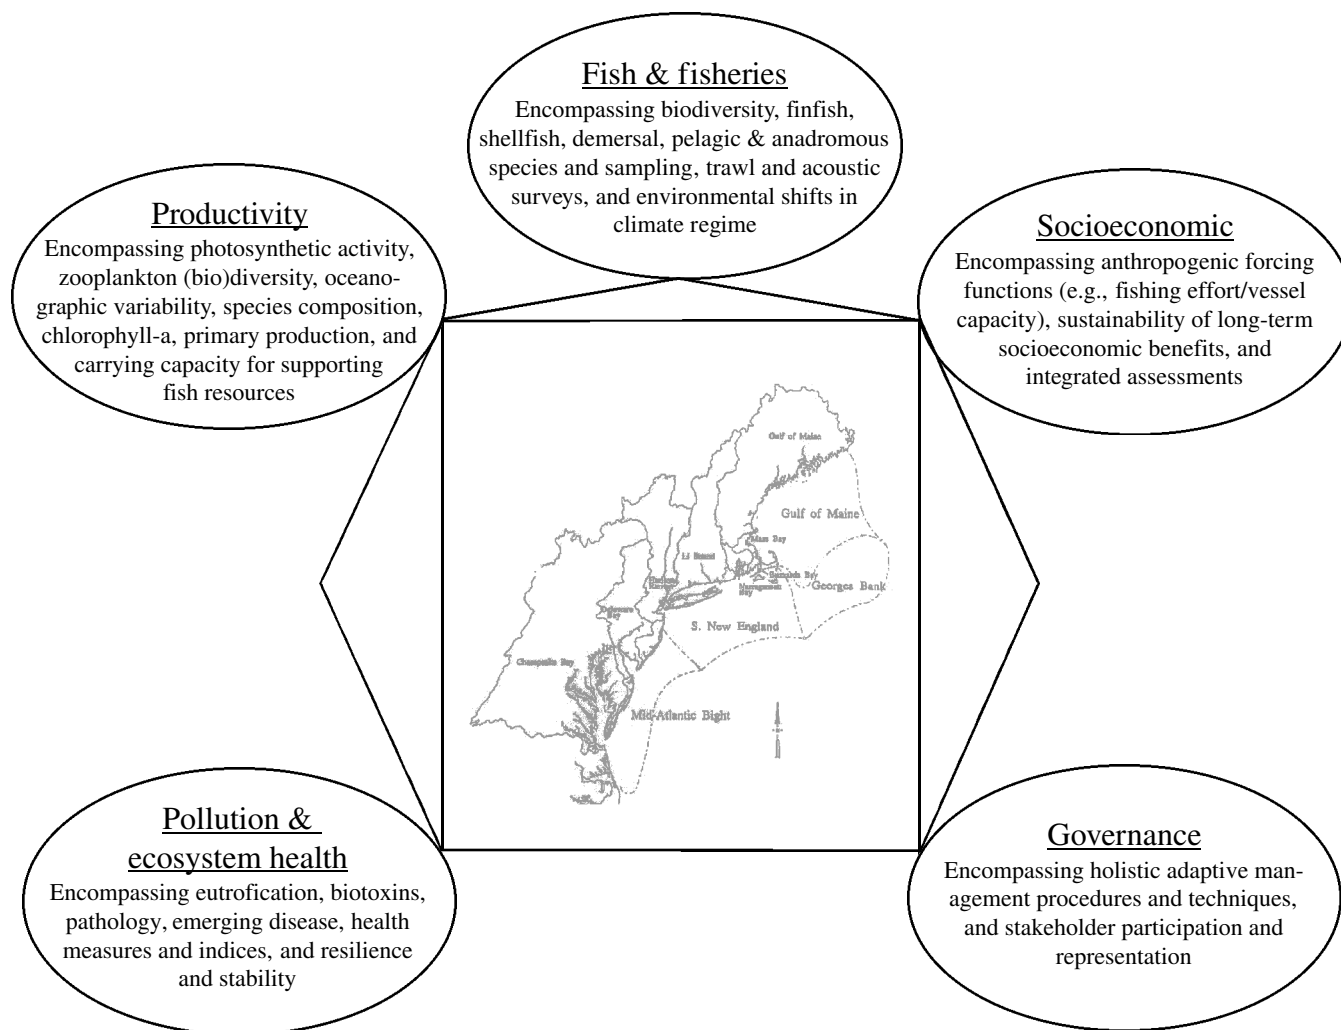 Fish & fisheries
Encompassing biodiversity, finfish,
shellfish, demersal, pelagic & anadromous
species and sampling, trawl and acoustic
surveys, and environmental shifts in
climate regime
Productivity
Encompassing photosynthetic activity,
zooplankton (bio)diversity, oceano-
graphic variability, species composition,
chlorophyll-a, primary production, and
carrying capacity for supporting
fish resources
Socioeconomic
Encompassing anthropogenic forcing
functions (e.g., fishing effort/vessel
capacity), sustainability of long-term
socioeconomic benefits, and
integrated assessments
Gulf of Maine
Gulf of Maine
Mass Bay
LI Sound
Hudson
Bay
Georges Bank
Narragansett
Bay
Delaware
Bay
S. New England
Bay
Mid-Atlantic Bight
Pollution &
ecosystem health
Encompassing eutrofication, biotoxins,
pathology, emerging disease, health
measures and indices, and resilience
and stability
Governance
Encompassing holistic adaptive man-
agement procedures and techniques,
and stakeholder participation and
representation